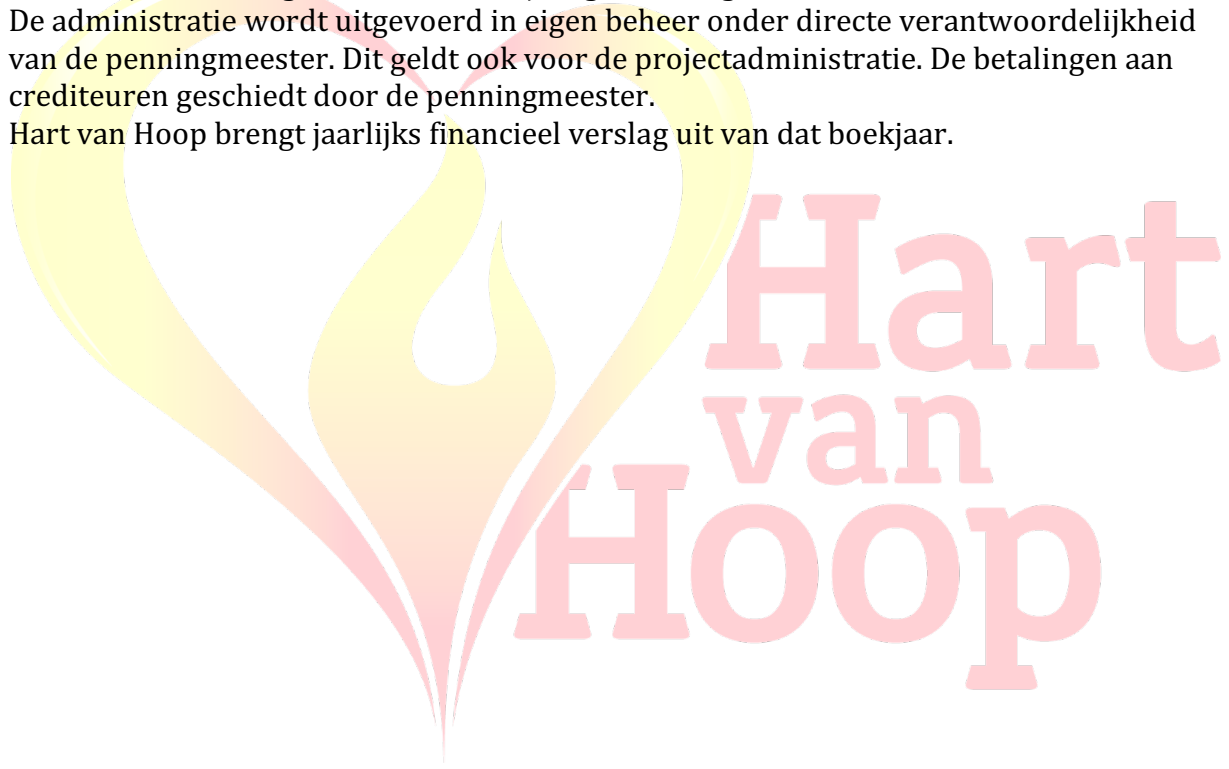 De administratie wordt uitgevoerd in eigen beheer onder directe verantwoordelijkheid
van de penningmeester. Dit geldt ook voor de projectadministratie. De betalingen aan
crediteuren geschiedt door de penningmeester.
Hart van Hoop brengt jaarlijks financieel verslag uit van dat boekjaar.
Hart
van
Hoop